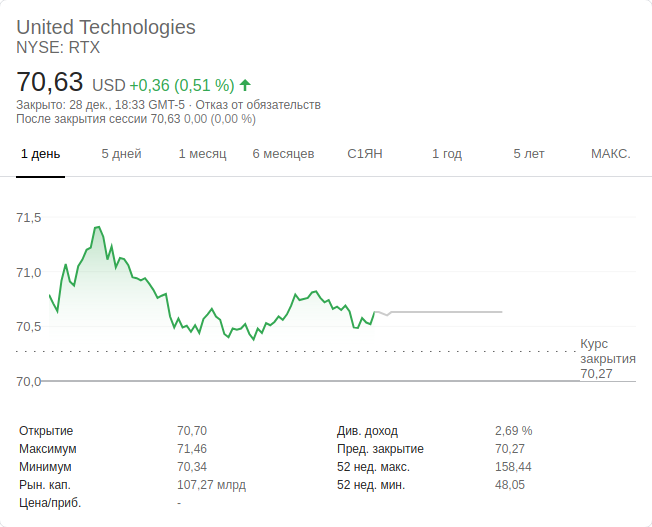 United Technologies
NYSE: RTX
70,63 USD +0,36 (0,51 %)
Закрыто: 28 дек., 18:33 GMT-5 · Отказ от обязательств
После закрытия сессии 70,63 0,00 (0,00 %)
1 день 5 дней 1 месяц 6 месяцев С1ЯН 1 год 5 лет МАКС.
71,5
71,0
70,5
Курс
закрытия
70,27
70,0
Открытие 70,70 Див. доход 2,69 %
Максимум 71,46 Пред. закрытие 70,27
Минимум 70,34 52 нед. макс. 158,44
Рын. кап. 107,27 млрд 52 нед. мин. 48,05
Цена/приб. -